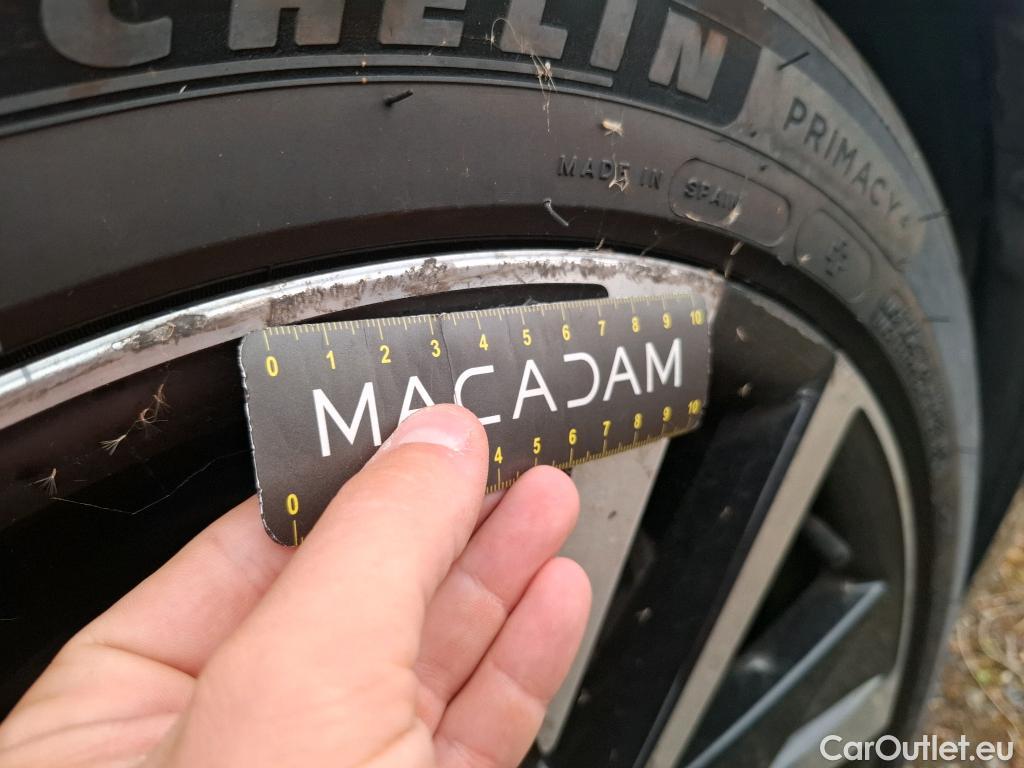 CHELIN
PRIMACY 4
MADE IN SPAIN
0 1 2 3 4 5 6 7 8 9 10
MACADAM
0 4 5 6 7 8 9 10
CarOutlet.eu